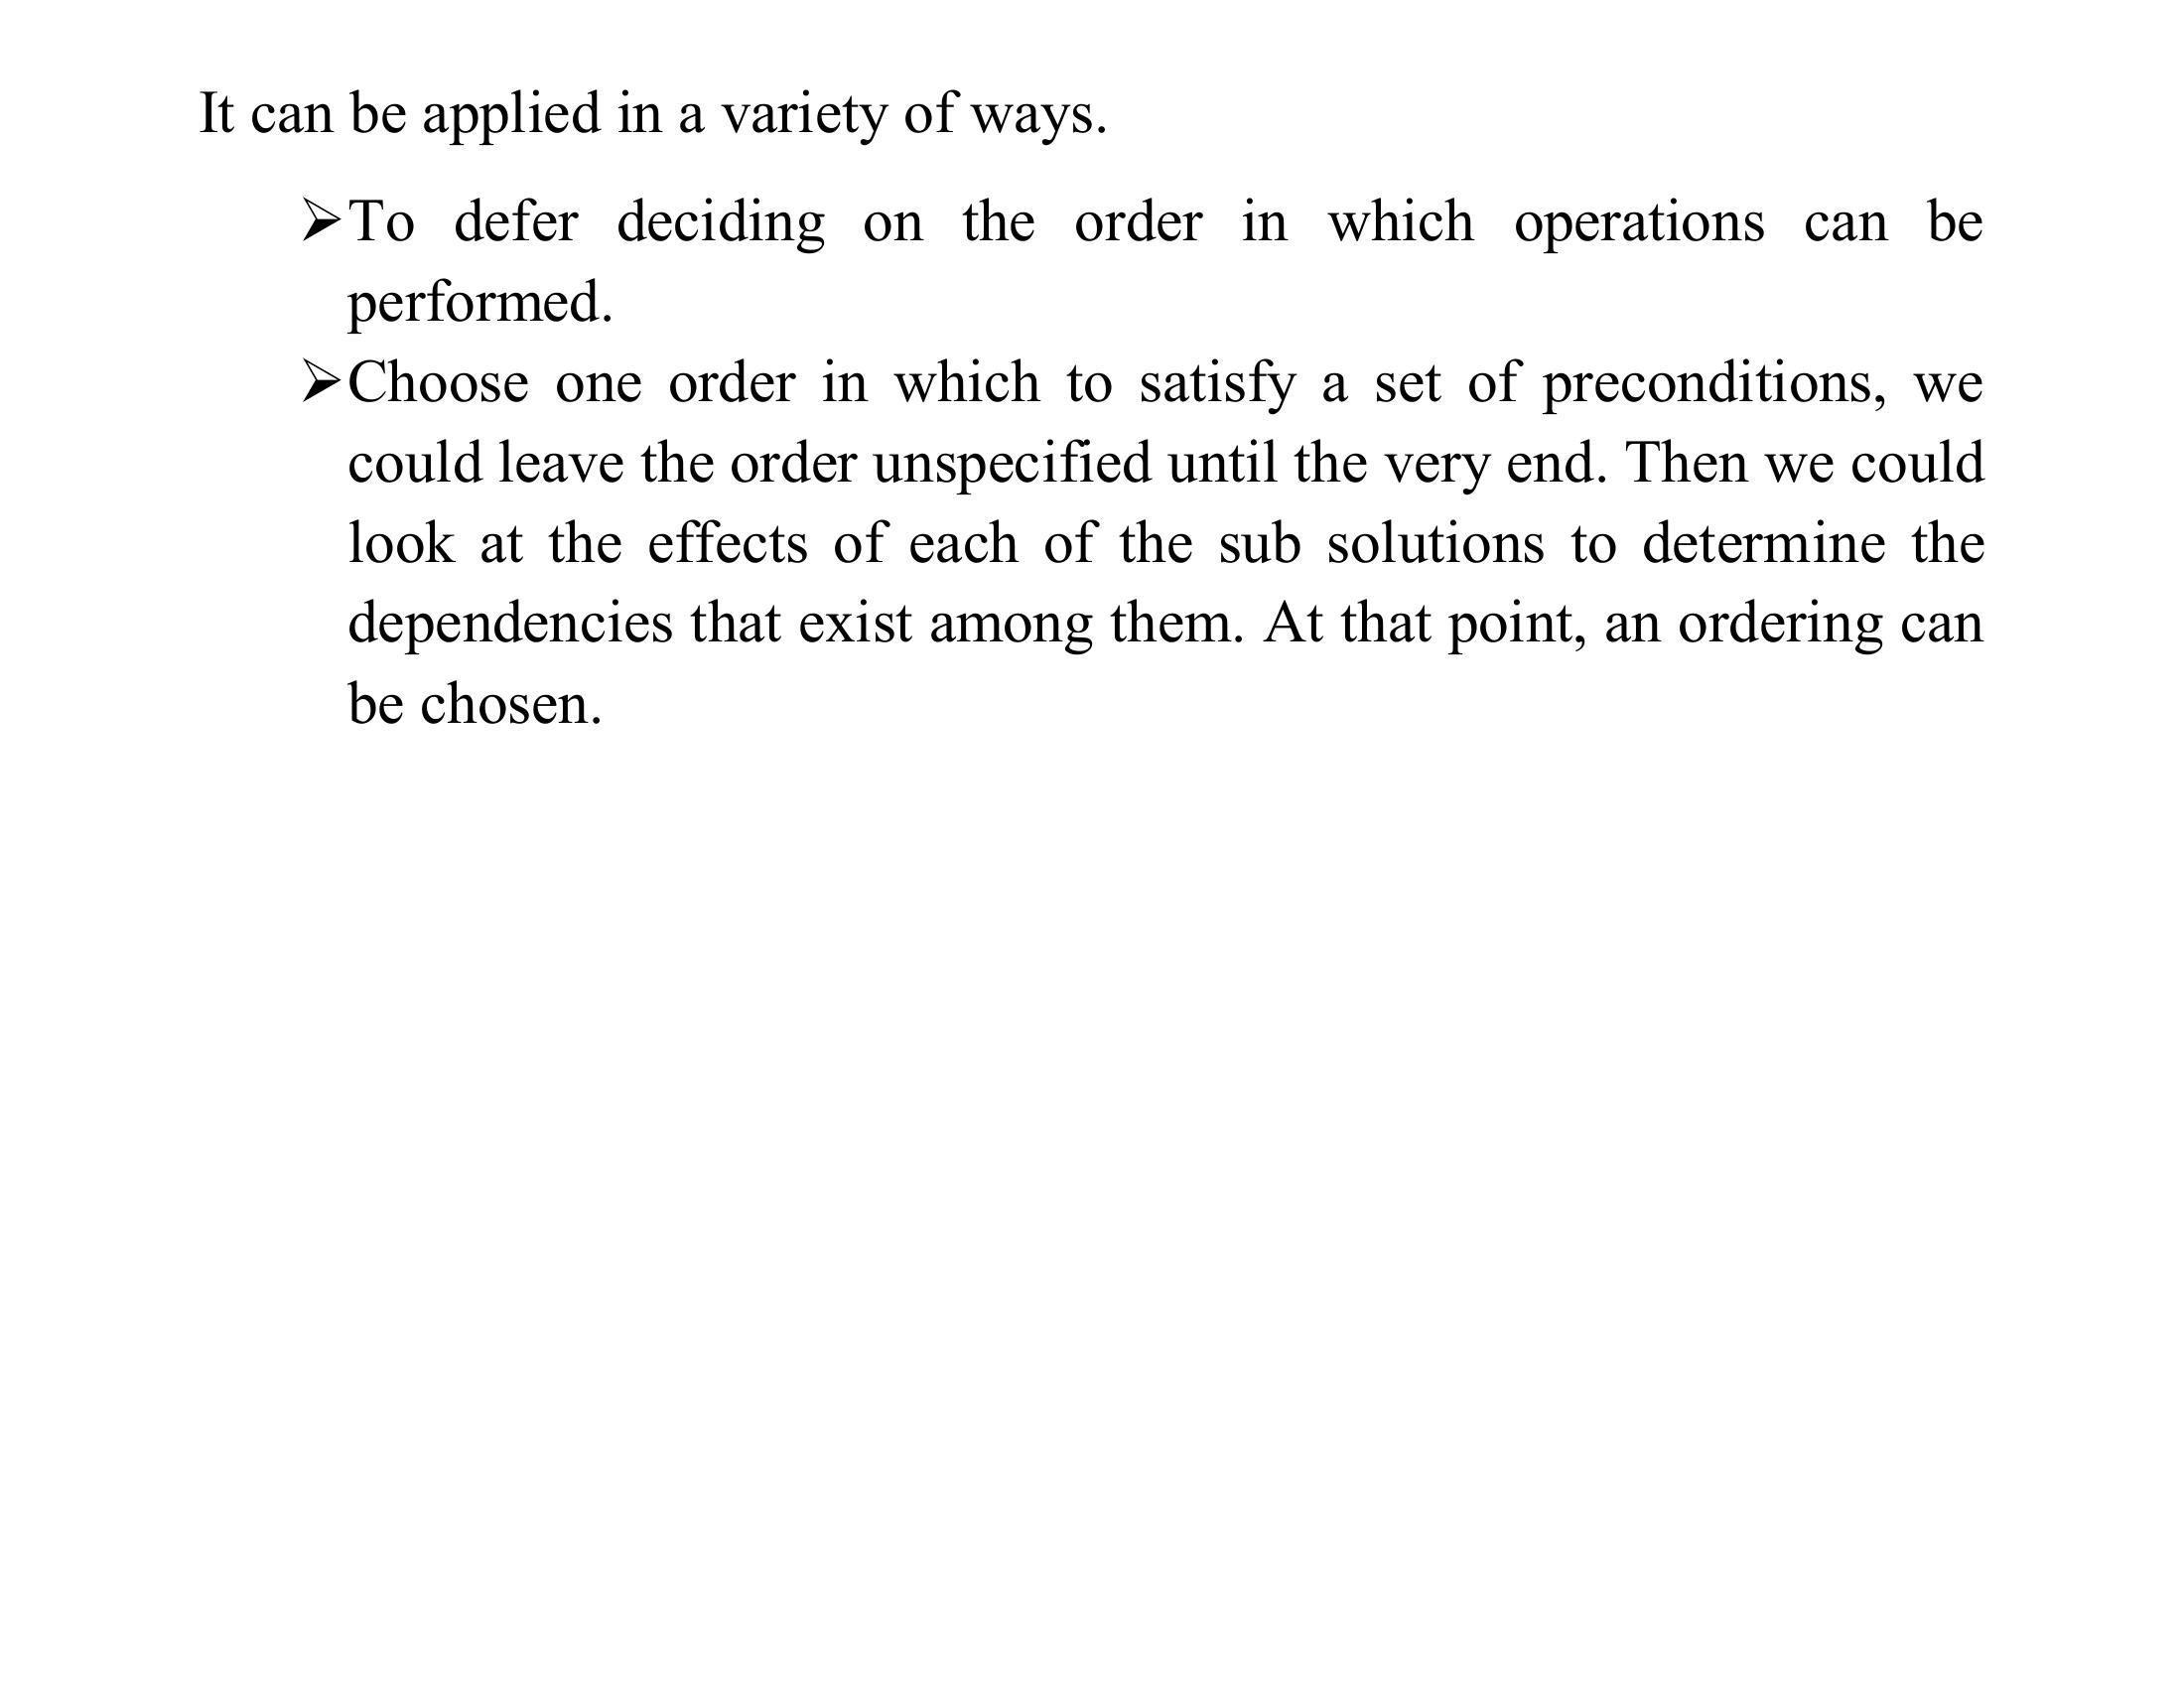 It can be applied in a variety of ways.
➢To defer deciding on the order in which operations can be
performed.
➢Choose one order in which to satisfy a set of preconditions, we
could leave the order unspecified until the very end. Then we could
look at the effects of each of the sub solutions to determine the
dependencies that exist among them. At that point, an ordering can
be chosen.